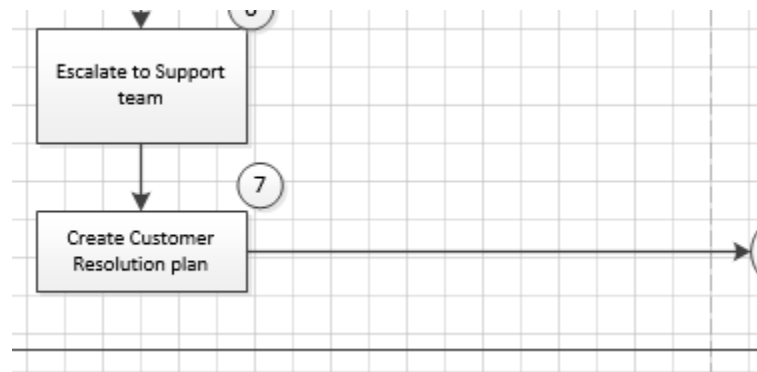 Escalate to Support
team
7
Create Customer
Resolution plan